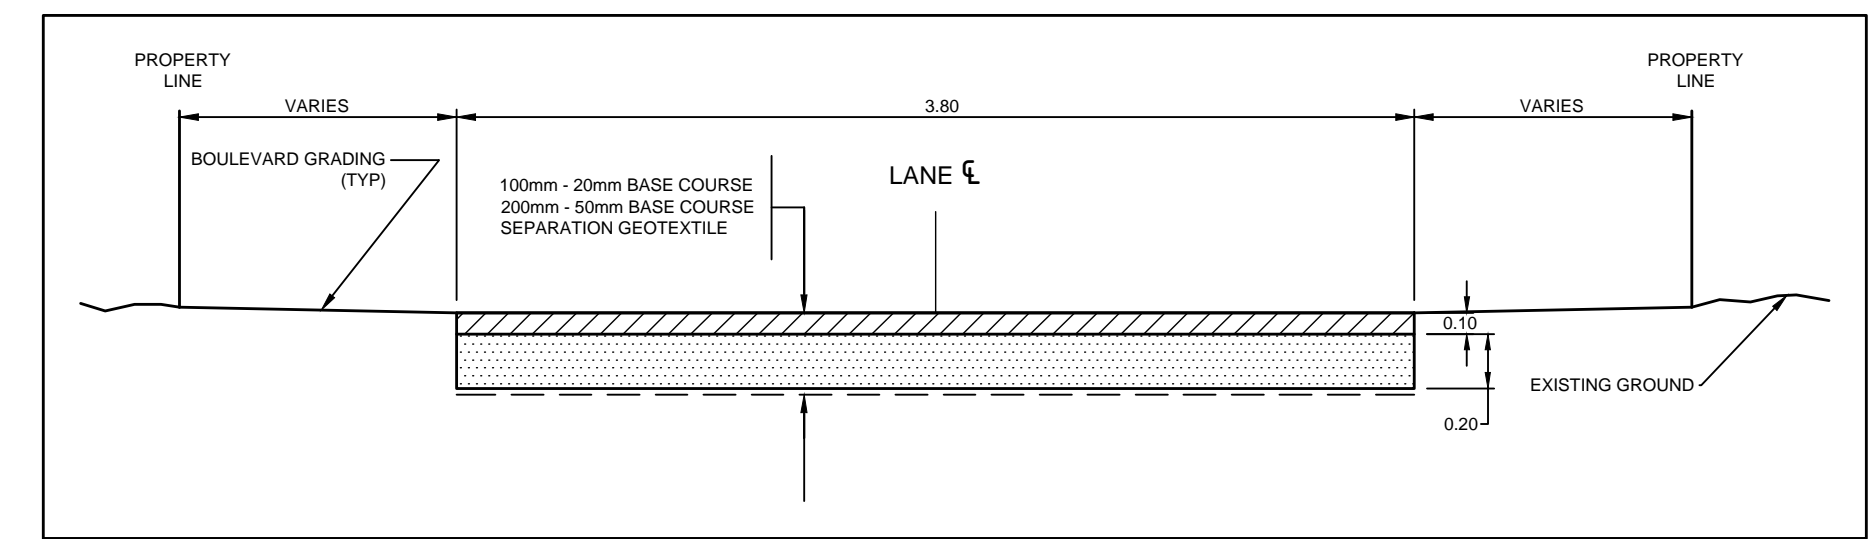 PROPERTY
LINE
PROPERTY
LINE
VARIES
3.80
VARIES
BOULEVARD GRADING
(TYP)
100mm - 20mm BASE COURSE
200mm - 50mm BASE COURSE
SEPARATION GEOTEXTILE
LANE ℄
0.10
EXISTING GROUND
0.20